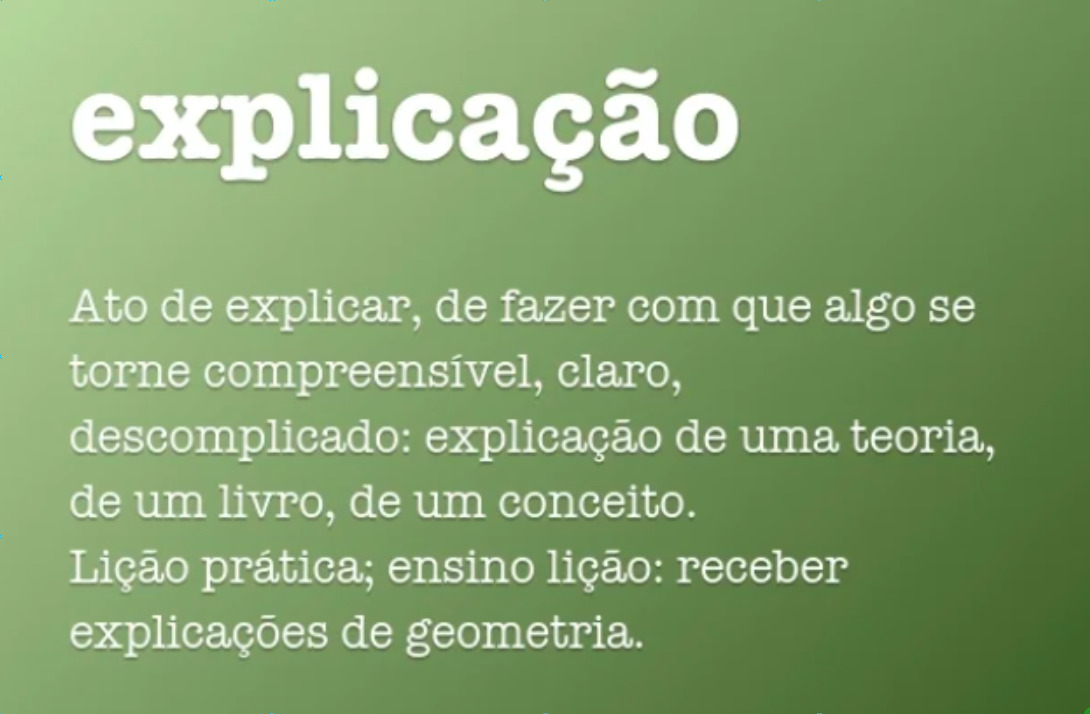 explicação
Ato de explicar, de fazer com que algo se
torne compreensível, claro,
descomplicado: explicação de uma teoria,
de um livro, de um conceito.
Lição prática; ensino lição: receber
explicações de geometria.